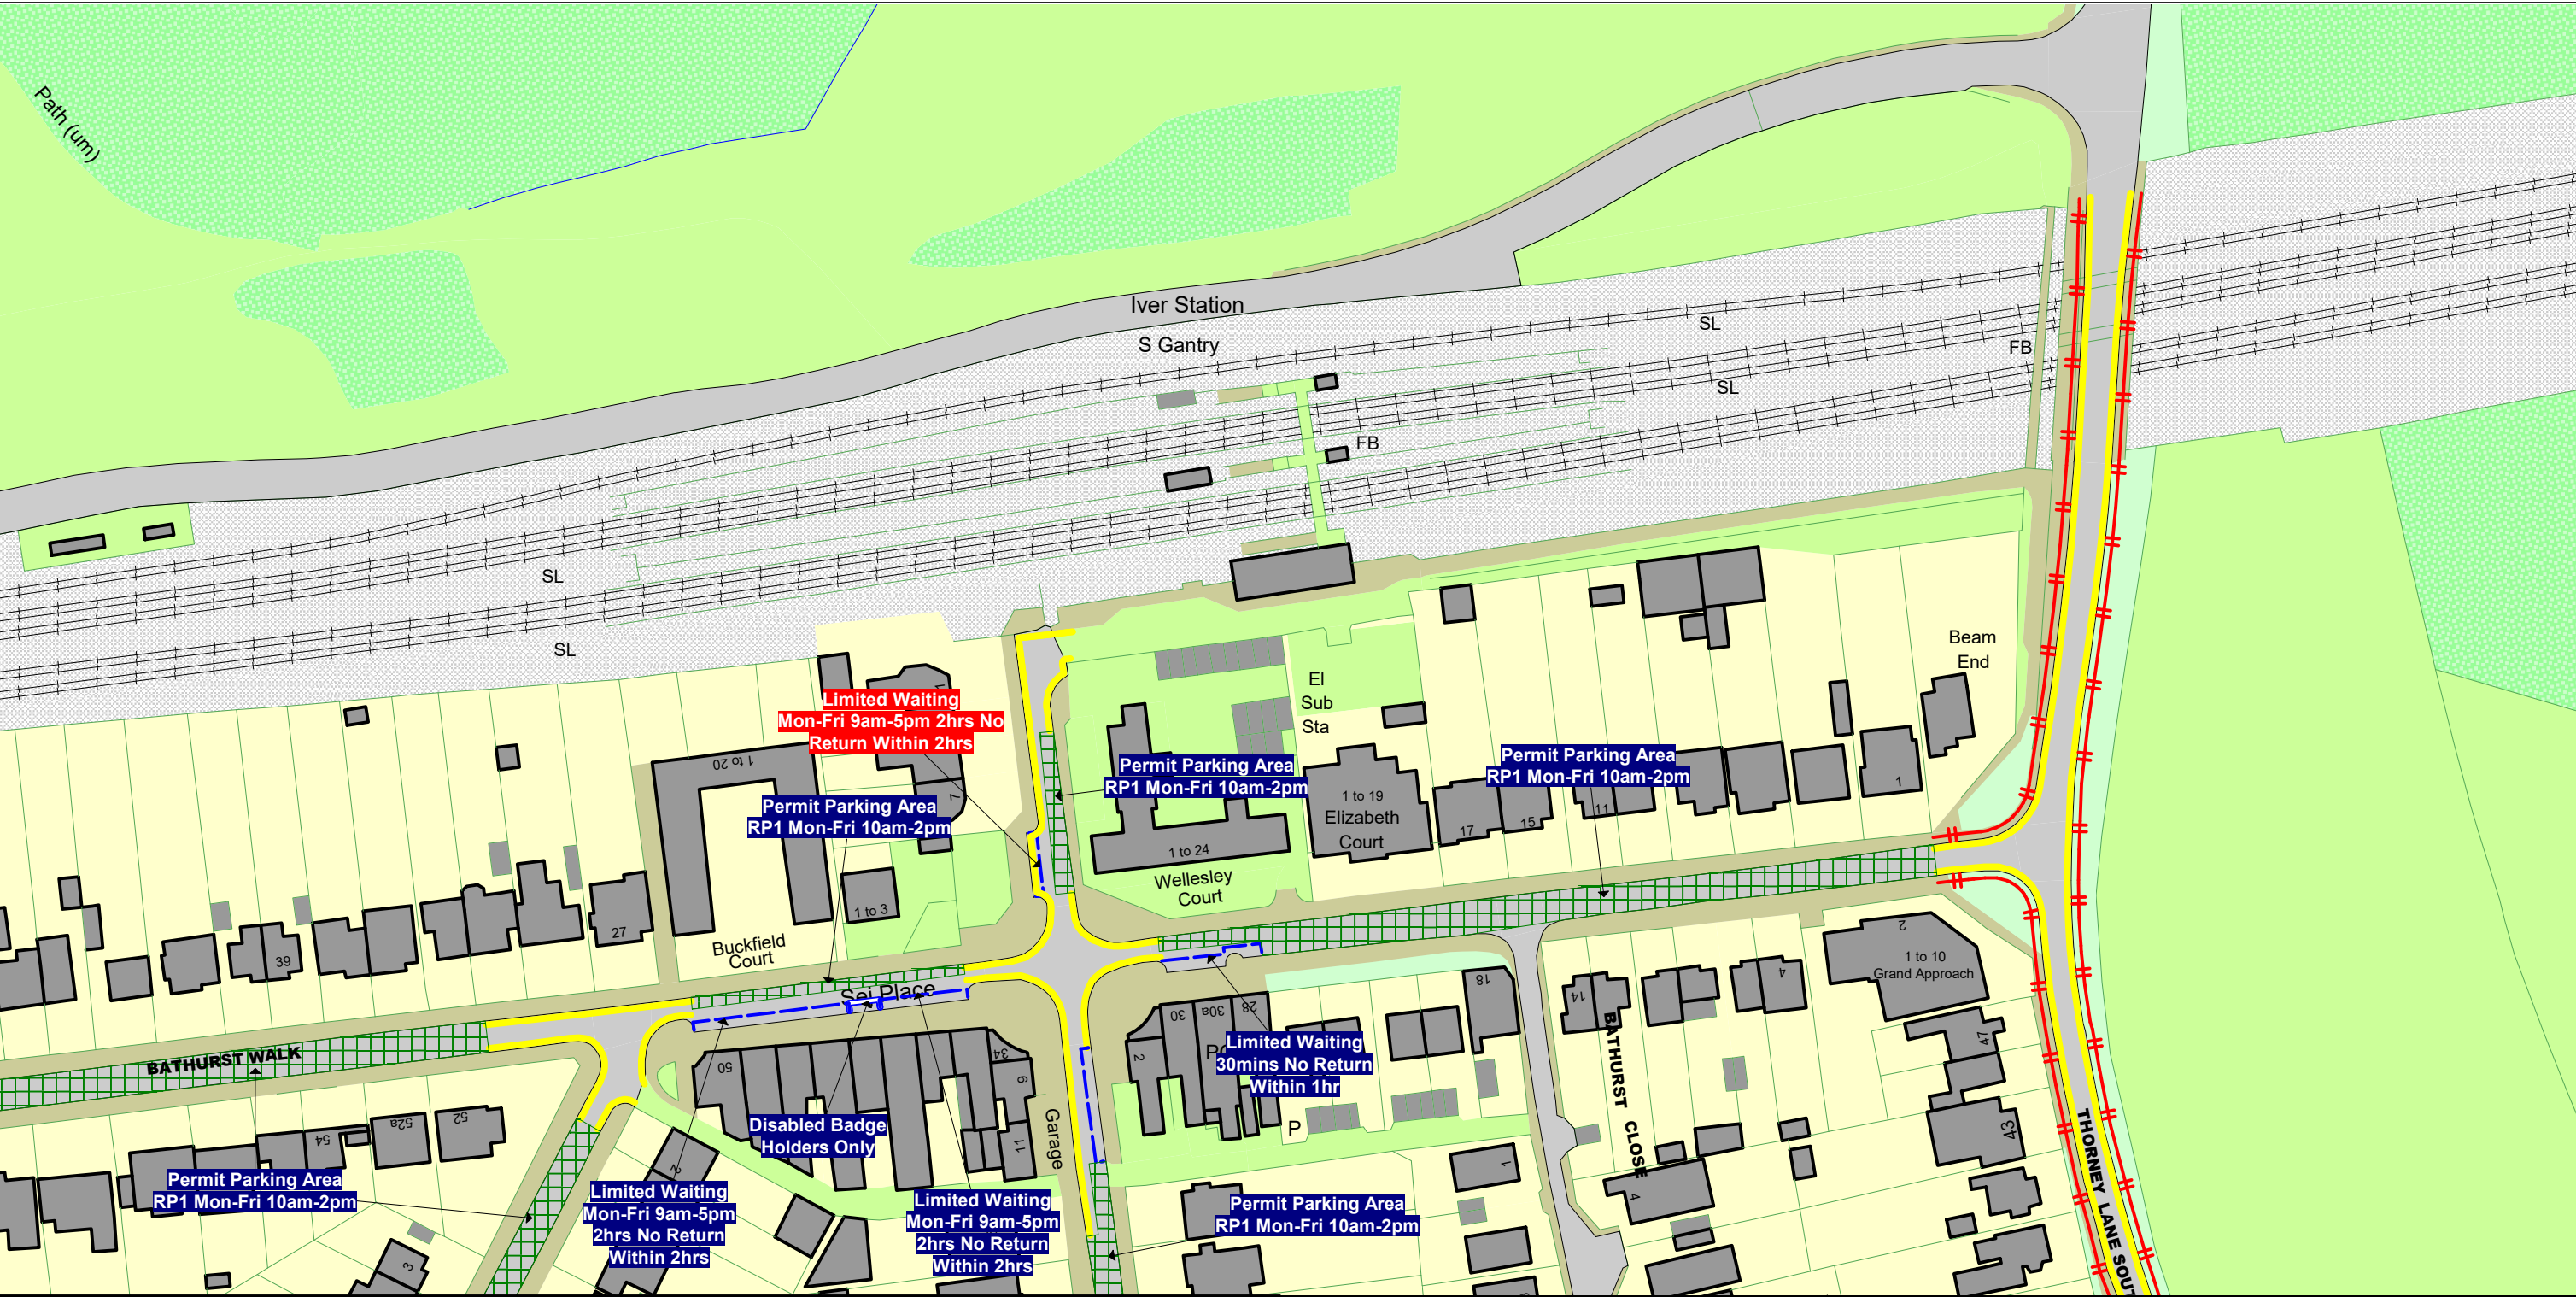 Path (um)
Iver Station
S Gantry
SL
FB
SL
FB
SL
SL
Beam
End
El
Sub
Sta
Limited Waiting
Mon-Fri 9am-5pm 2hrs No
Return Within 2hrs
1 to 20
7
Permit Parking Area
RP1 Mon-Fri 10am-2pm
Permit Parking Area
RP1 Mon-Fri 10am-2pm
Permit Parking Area
RP1 Mon-Fri 10am-2pm
1 to 19
Elizabeth
Court
17
15
11
1
1 to 24
Wellesley
Court
1 to 3
27
39
Buckfield
Court
Sei Place
BATHURST WALK
2
1 to 10
Grand Approach
18
14
4
47
43
30
30a
28
2
50
34
9
11
Garage
Limited Waiting
30mins No Return
Within 1hr
P
BATHURST CLOSE
1
4
THORNEY LANE SOUT
54
52a
52
3
2
Disabled Badge
Holders Only
Permit Parking Area
RP1 Mon-Fri 10am-2pm
Limited Waiting
Mon-Fri 9am-5pm
2hrs No Return
Within 2hrs
Limited Waiting
Mon-Fri 9am-5pm
2hrs No Return
Within 2hrs
Permit Parking Area
RP1 Mon-Fri 10am-2pm